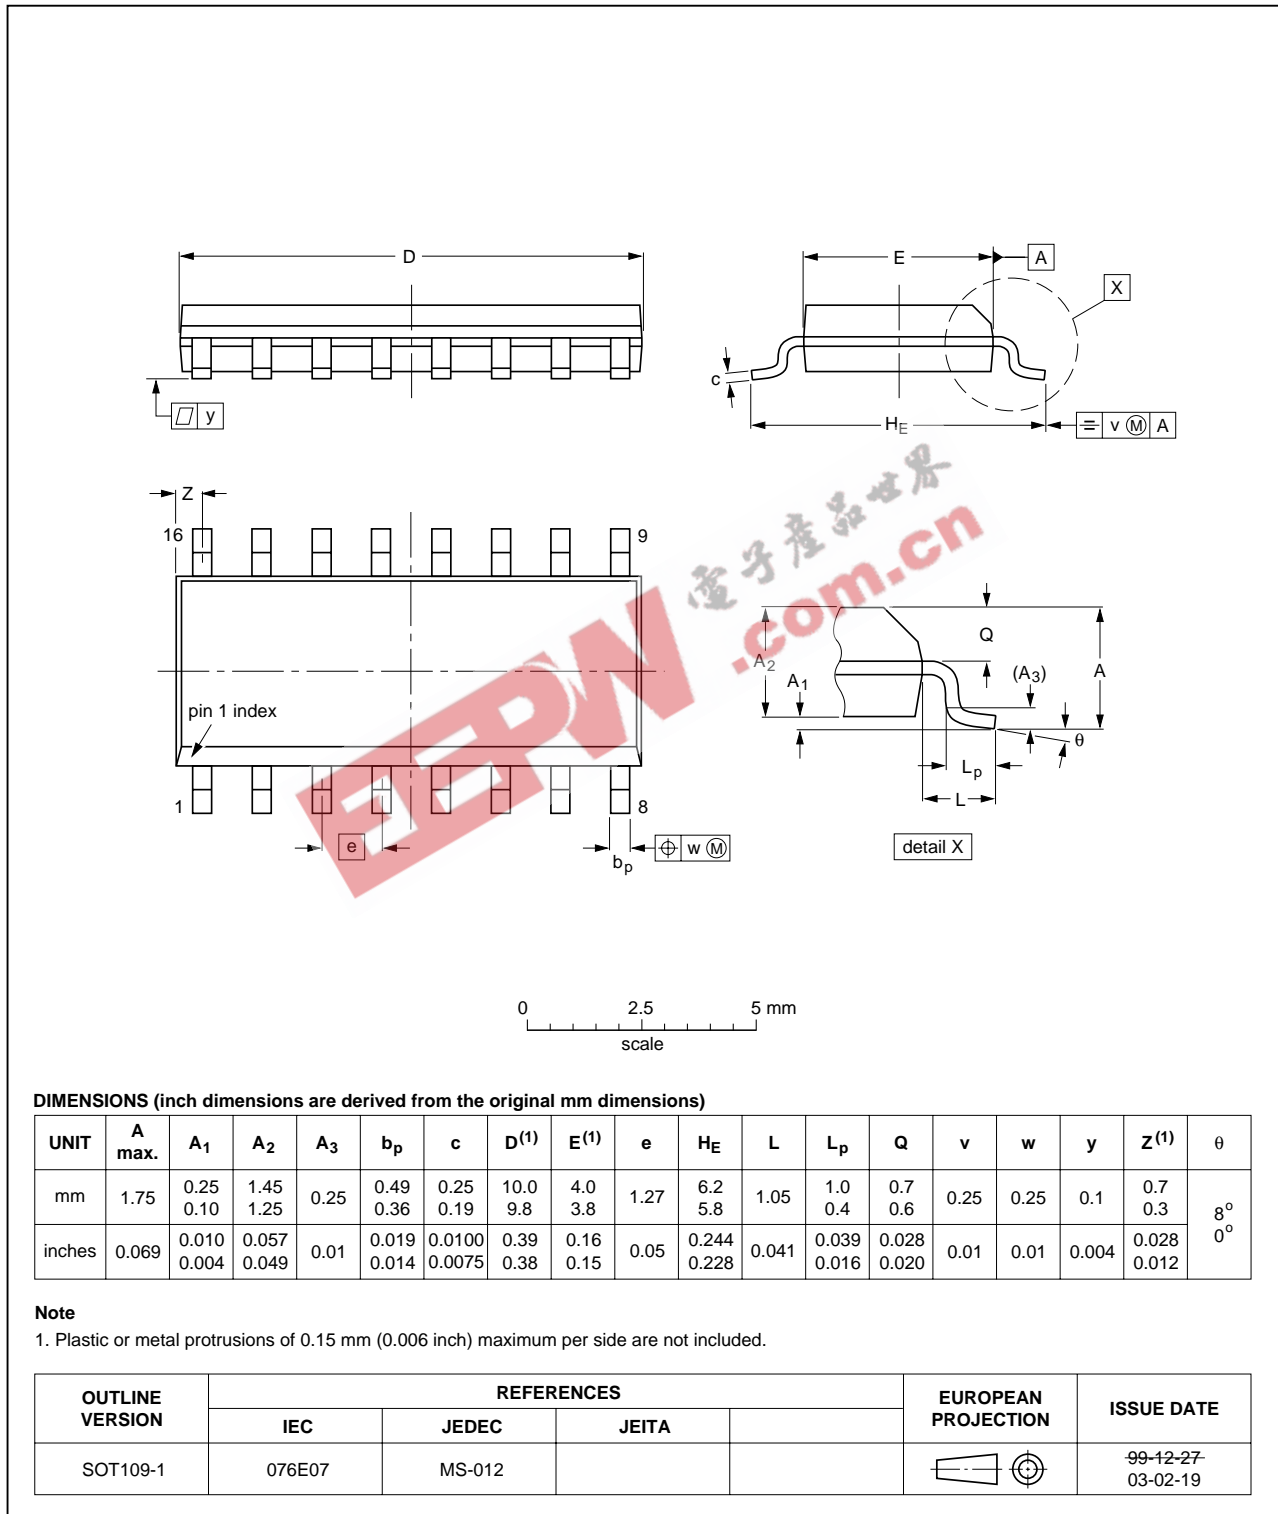 D
E
A
X
c
y
HE
v M A
Z
16
9
電子產品世界
.com.cn
EEPW
pin 1 index
1
8
e
bp
w M
A2
A1
Q
(A3)
A
θ
Lp
L
detail X
0 2.5 5 mm
scale
DIMENSIONS (inch dimensions are derived from the original mm dimensions)
UNIT A max. A1 A2 A3 bp c D(1) E(1) e HE L Lp Q v w y Z(1) θ
mm 1.75 0.25 0.10 1.45 1.25 0.25 0.49 0.36 0.25 0.19 10.0 9.8 4.0 3.8 1.27 6.2 5.8 1.05 1.0 0.4 0.7 0.6 0.25 0.25 0.1 0.7 0.3 8° 0°
inches 0.069 0.010 0.004 0.057 0.049 0.01 0.019 0.014 0.0100 0.0075 0.39 0.38 0.16 0.15 0.05 0.244 0.228 0.041 0.039 0.016 0.028 0.020 0.01 0.01 0.004 0.028 0.012
Note
1. Plastic or metal protrusions of 0.15 mm (0.006 inch) maximum per side are not included.
OUTLINE VERSION REFERENCES EUROPEAN PROJECTION ISSUE DATE
IEC JEDEC JEITA
SOT109-1 076E07 MS-012 99-12-27
03-02-19